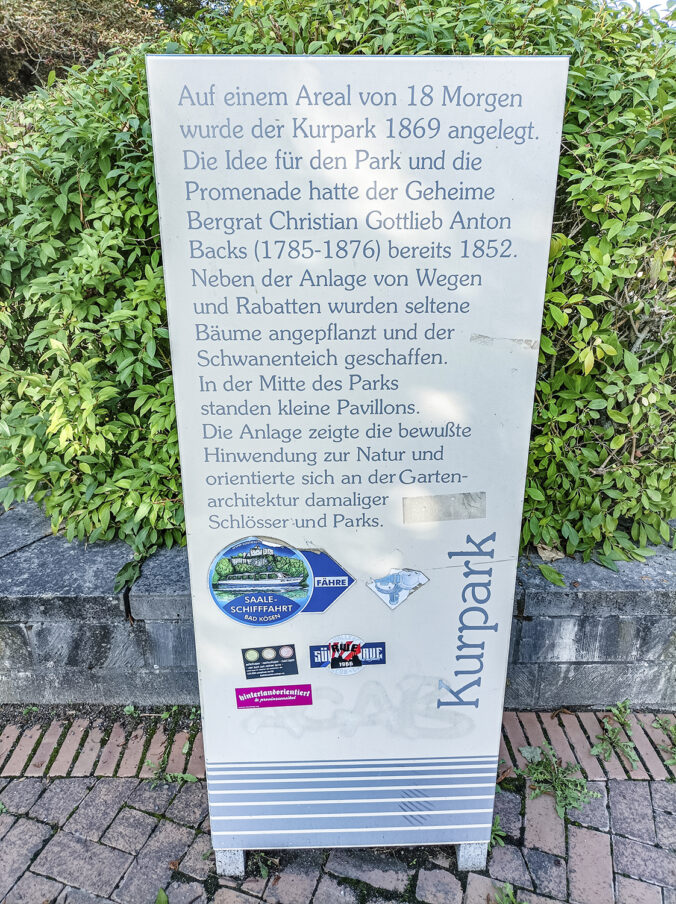 Auf einem Areal von 18 Morgen
wurde der Kurpark 1869 angelegt.
Die Idee für den Park und die
Promenade hatte der Geheime
Bergrat Christian Gottlieb Anton
Backs (1785-1876) bereits 1852.
Neben der Anlage von Wegen
und Rabatten wurden seltene
Bäume angepflanzt und der
Schwanenteich geschaffen.
In der Mitte des Parks
standen kleine Pavillons.
Die Anlage zeigte die bewußte
Hinwendung zur Natur und
orientierte sich an der Garten-
architektur damaliger
Schlösser und Parks.
FÄHRE
SAALE-
SCHIFFFAHRT
BAD KÖSEN
Kurpark
RWE
1966
hinterlandorientiert
& provinzaunähel